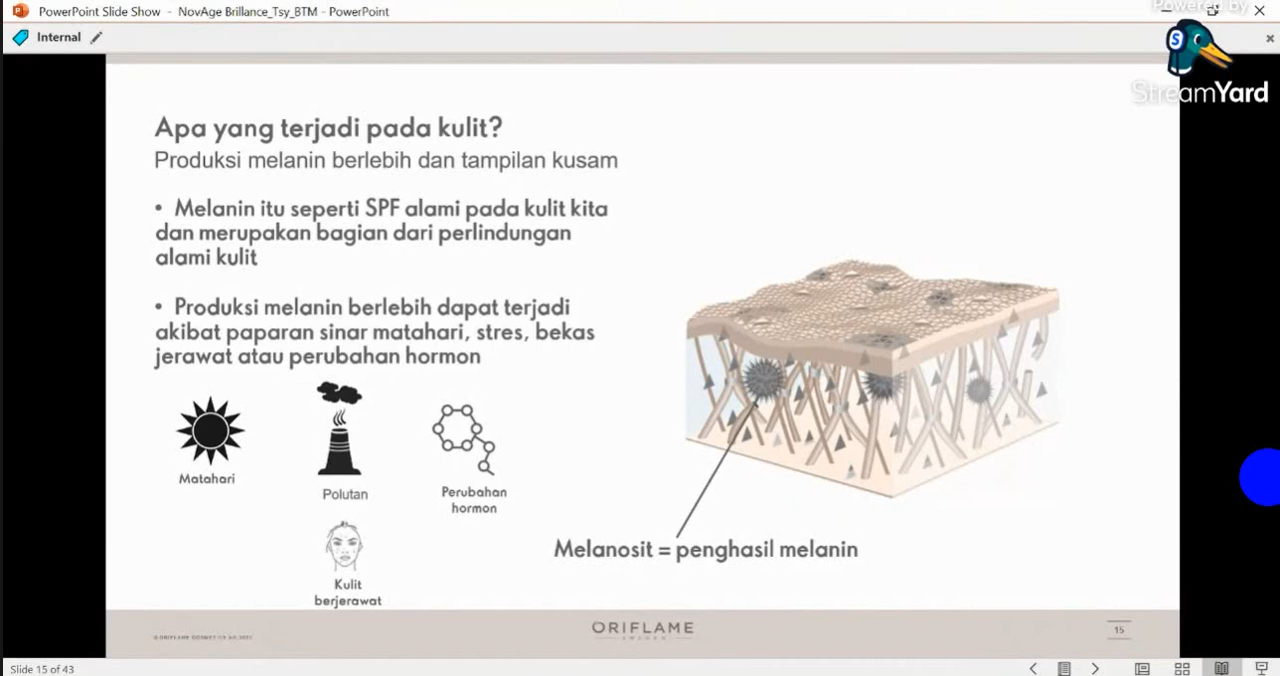 PowerPoint Slide Show - NovAge Brillance_Tsy_BTM - PowerPoint
Powered by
Internal
StreamYard
Apa yang terjadi pada kulit?
Produksi melanin berlebih dan tampilan kusam
• Melanin itu seperti SPF alami pada kulit kita
dan merupakan bagian dari perlindungan
alami kulit
• Produksi melanin berlebih dapat terjadi
akibat paparan sinar matahari, stres, bekas
jerawat atau perubahan hormon
Matahari
Polutan
Perubahan
hormon
Kulit
berjerawat
Melanosit = penghasil melanin
ORIFLAME
SWEDEN
15
Slide 15 of 43